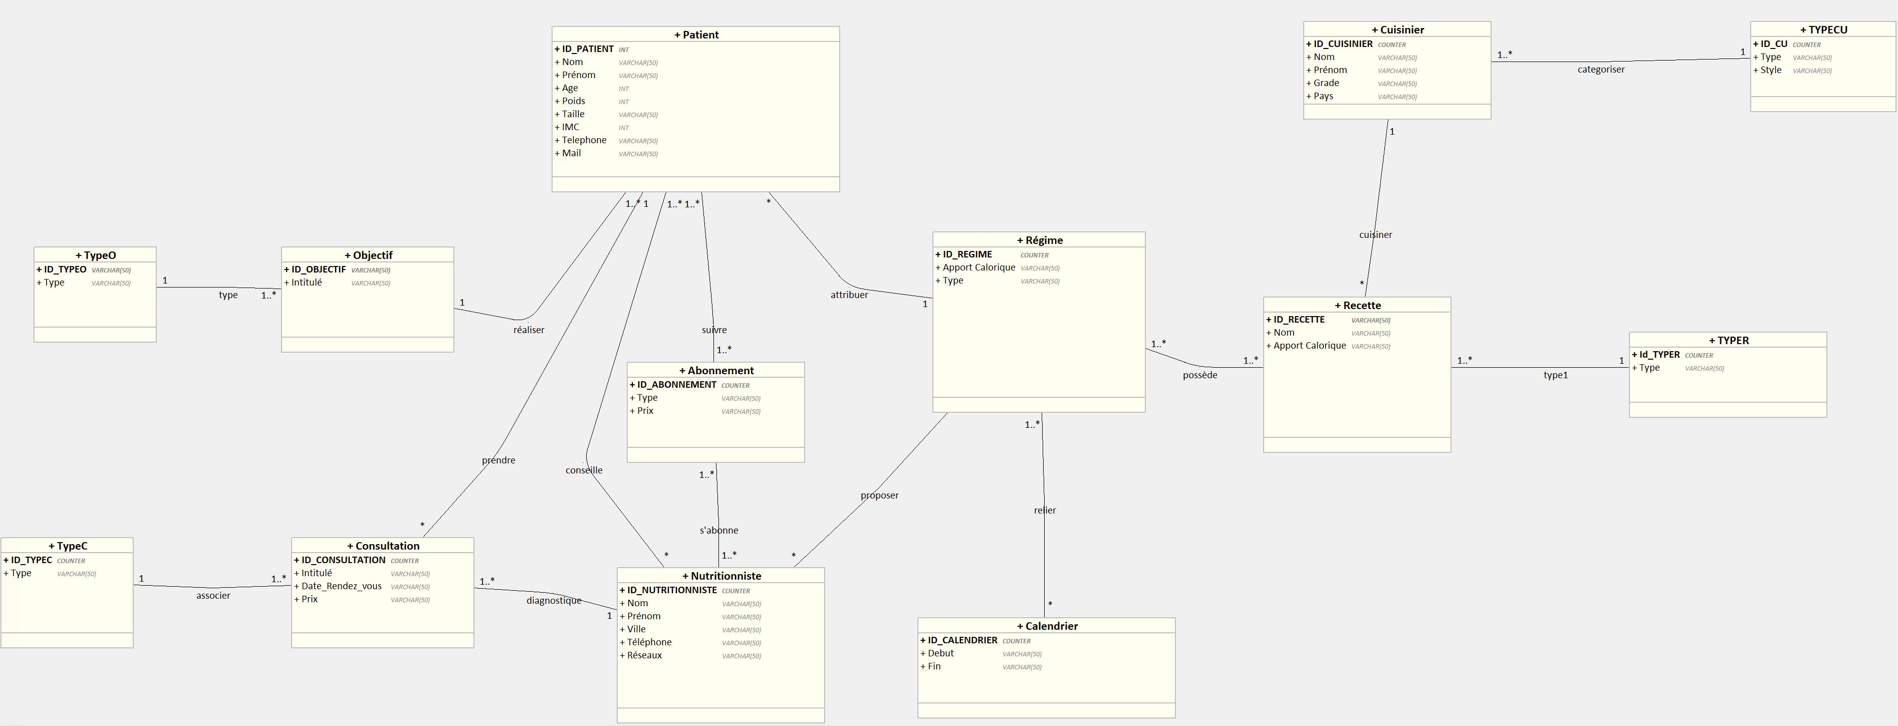 + Patient
+ ID_PATIENT INT
+ Nom VARCHAR(50)
+ Prénom VARCHAR(50)
+ Age INT
+ Poids INT
+ Taille VARCHAR(50)
+ IMC INT
+ Telephone VARCHAR(50)
+ Mail VARCHAR(50)
+ Cuisinier
+ ID_CUISINIER COUNTER
+ Nom VARCHAR(50)
+ Prénom VARCHAR(50)
+ Grade VARCHAR(50)
+ Pays VARCHAR(50)
1..*
1
categoriser
+ TYPECU
+ ID_CU COUNTER
+ Type VARCHAR(50)
+ Style VARCHAR(50)
1
cuisiner
*
1..* 1 1..* 1..* *
+ TypeO
+ ID_TYPEO VARCHAR(50)
+ Type VARCHAR(50)
1
type
1..*
+ Objectif
+ ID_OBJECTIF VARCHAR(50)
+ Intitulé VARCHAR(50)
1
réaliser
suivre
1..*
attribuer
1
+ Régime
+ ID_REGIME COUNTER
+ Apport Calorique VARCHAR(50)
+ Type VARCHAR(50)
1..*
possède
1..*
+ Recette
+ ID_RECETTE VARCHAR(50)
+ Nom VARCHAR(50)
+ Apport Calorique VARCHAR(50)
1..*
type1
1
+ TYPER
+ Id_TYPER COUNTER
+ Type VARCHAR(50)
+ Abonnement
+ ID_ABONNEMENT COUNTER
+ Type VARCHAR(50)
+ Prix VARCHAR(50)
prendre
*
conseille
*
1..*
s'abonne
1..*
proposer
*
1..*
relier
*
+ TypeC
+ ID_TYPEC COUNTER
+ Type VARCHAR(50)
1
associer
1..*
+ Consultation
+ ID_CONSULTATION COUNTER
+ Intitulé VARCHAR(50)
+ Date_Rendez_vous VARCHAR(50)
+ Prix VARCHAR(50)
1..*
diagnostique
1
+ Nutritionniste
+ ID_NUTRITIONNISTE COUNTER
+ Nom VARCHAR(50)
+ Prénom VARCHAR(50)
+ Ville VARCHAR(50)
+ Téléphone VARCHAR(50)
+ Réseaux VARCHAR(50)
+ Calendrier
+ ID_CALENDRIER COUNTER
+ Debut VARCHAR(50)
+ Fin VARCHAR(50)